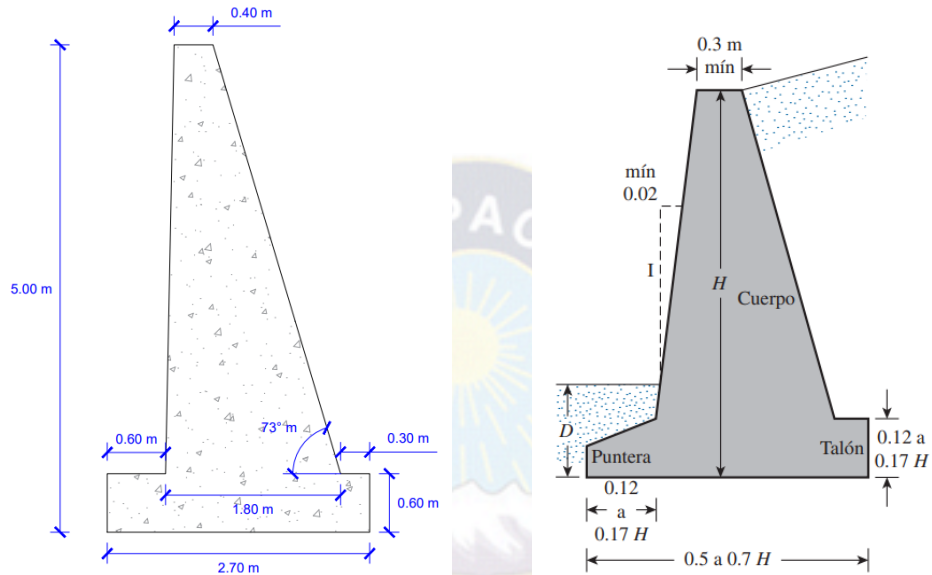 0.40 m
5.00 m
73° m
0.60 m
0.30 m
1.80 m
0.60 m
2.70 m
PAC
0.3 m
mín
mín
0.02
I
H
Cuerpo
D
Puntera
Talón
0.12 a
0.17 H
0.12
a
0.17 H
0.5 a 0.7 H